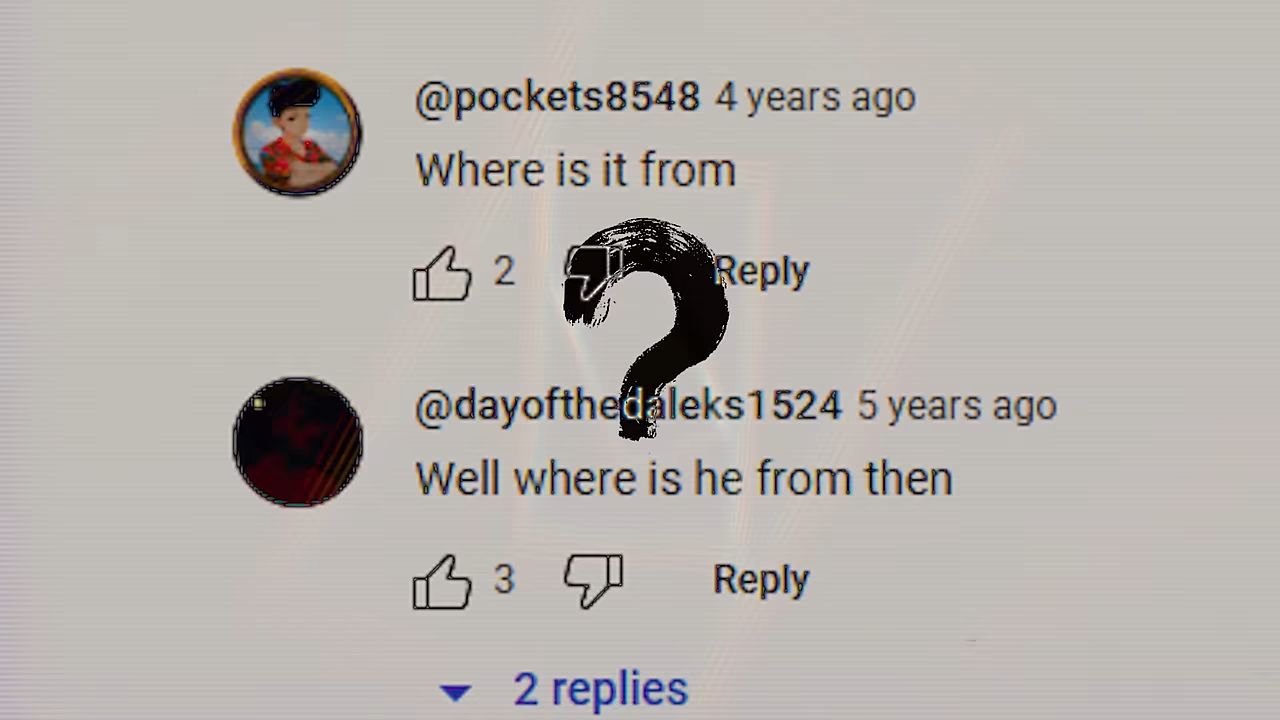 @pockets8548 4 years ago
Where is it from
2 Reply
?
@dayofthedaleks1524 5 years ago
Well where is he from then
3 Reply
2 replies